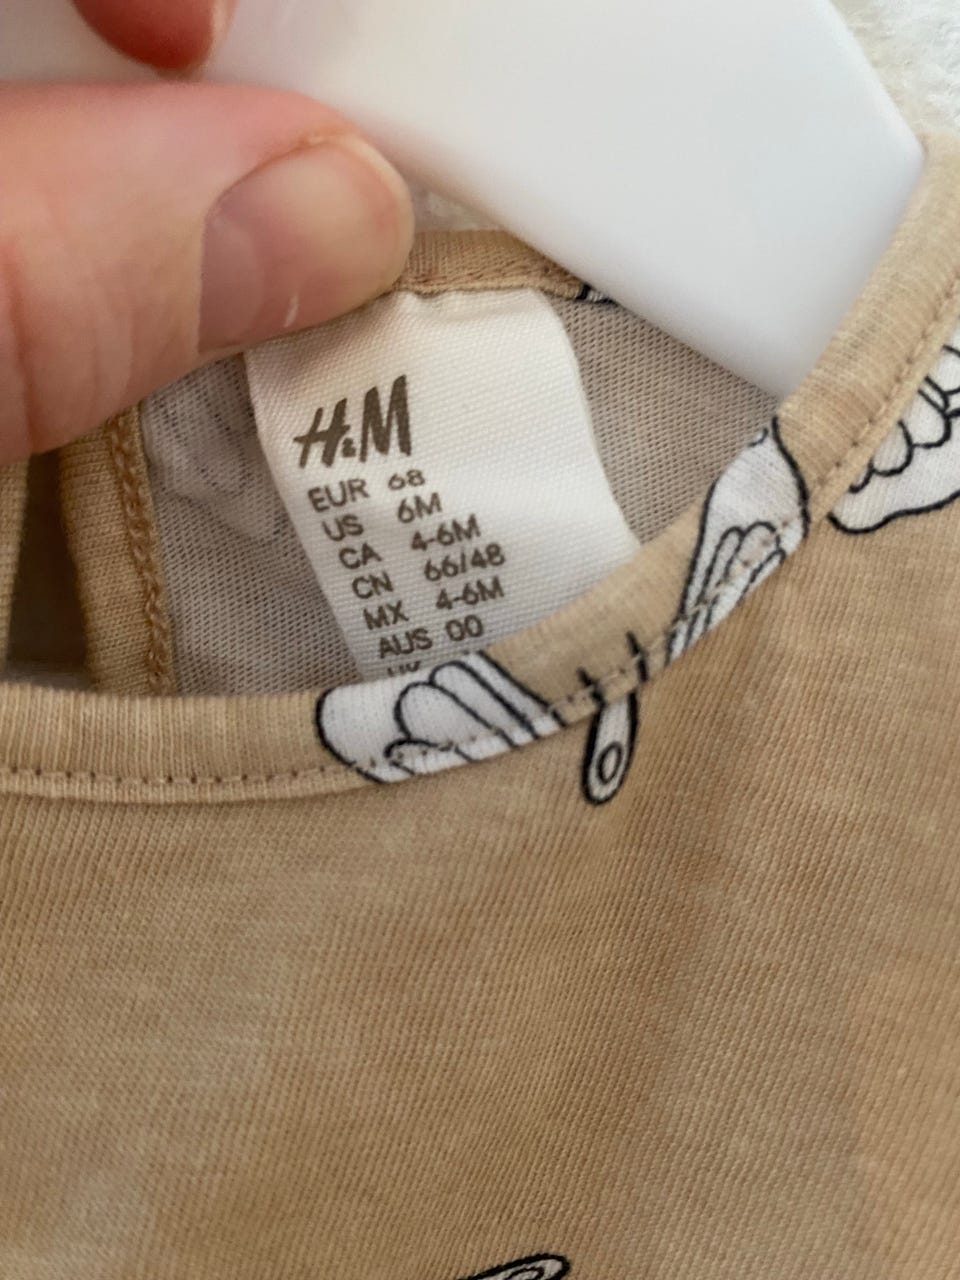 H&M
EUR 68
US 6M
CA 4-6M
CN 66/48
MX 4-6M
AUS 00